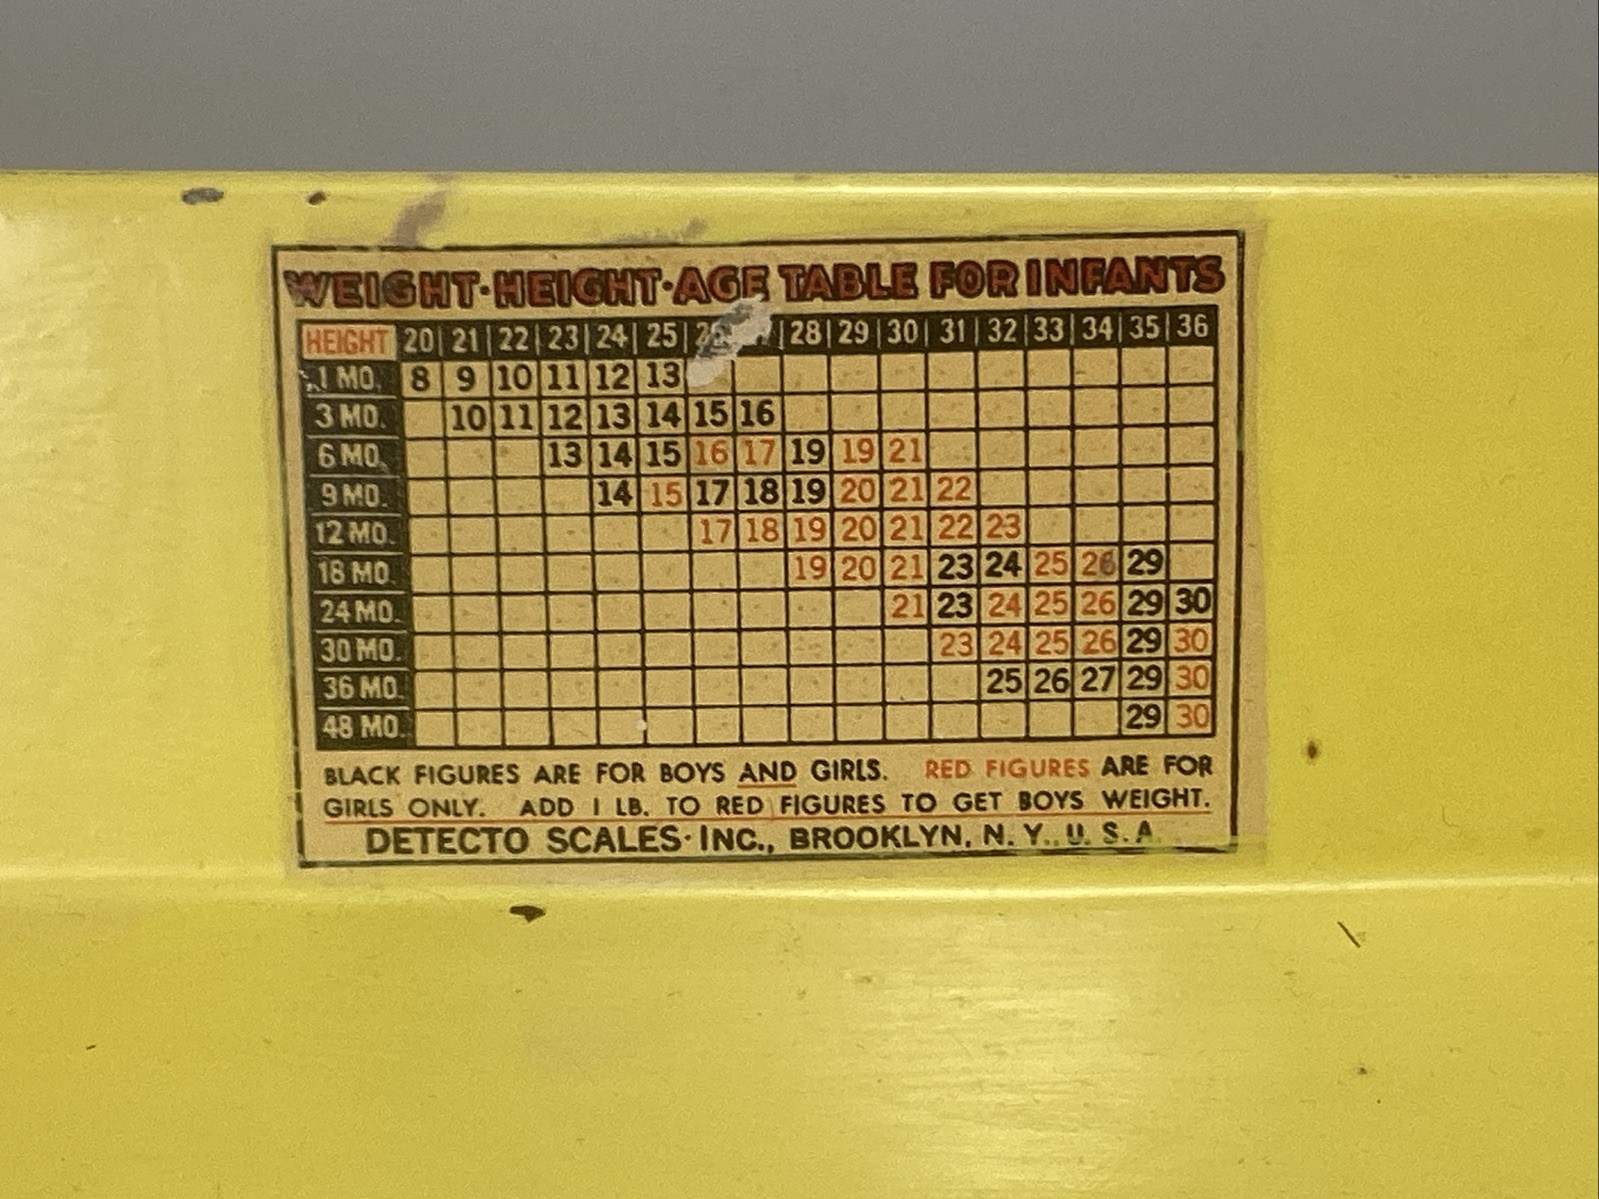 WEIGHT·HEIGHT·AGE TABLE FOR INFANTS
HEIGHT 20 21 22 23 24 25 28 29 30 31 32 33 34 35 36
1 MO. 8 9 10 11 12 13
3 MO. 10 11 12 13 14 15 16
6 MO. 13 14 15 16 17 19 19 21
9 MO. 14 15 17 18 19 20 21 22
12 MO. 17 18 19 20 21 22 23
18 MO. 19 20 21 23 24 25 26 29
24 MO. 21 23 24 25 26 29 30
30 MO. 23 24 25 26 29 30
36 MO. 25 26 27 29 30
48 MO. 29 30
BLACK FIGURES ARE FOR BOYS AND GIRLS. RED FIGURES ARE FOR
GIRLS ONLY. ADD 1 LB. TO RED FIGURES TO GET BOYS WEIGHT.
DETECTO SCALES·INC., BROOKLYN, N. Y., U. S. A.